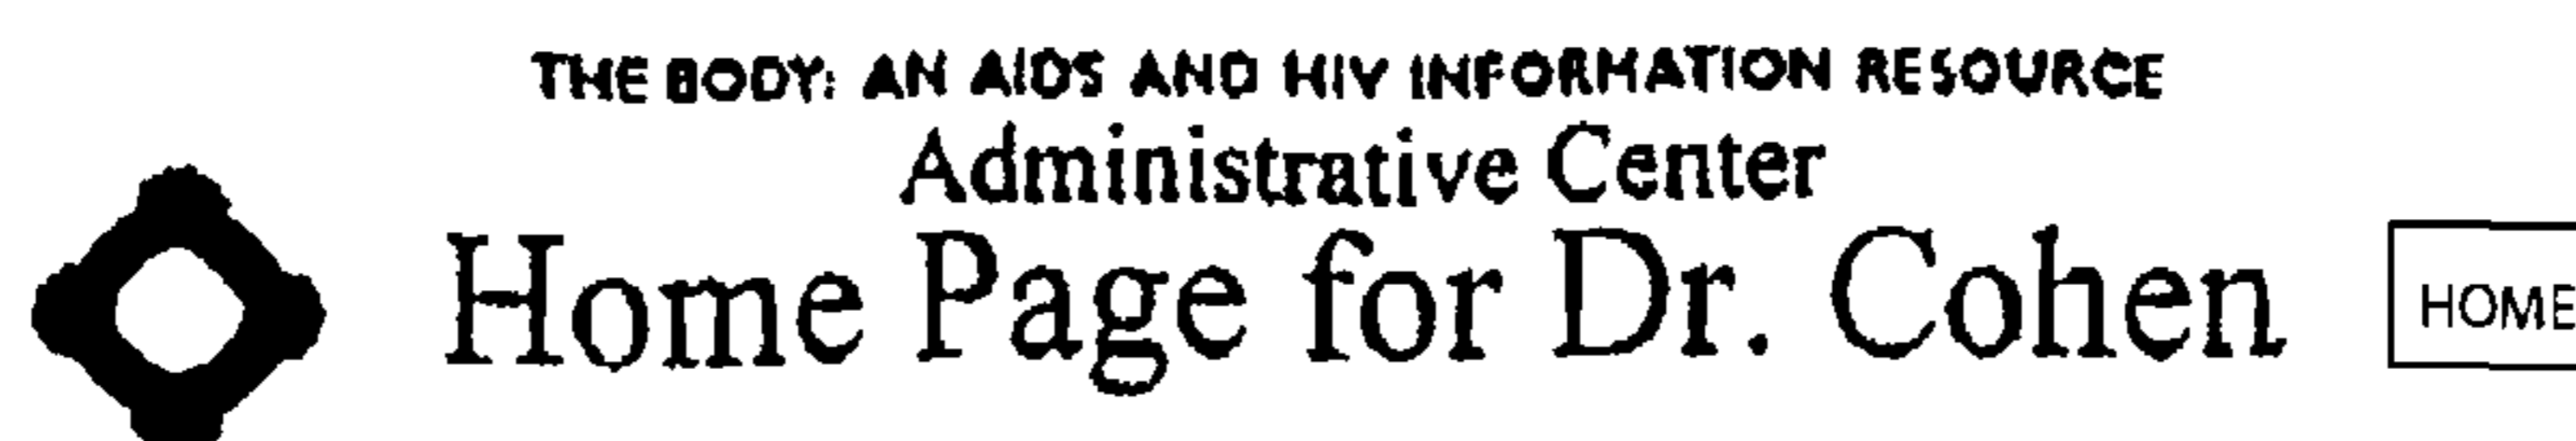 THE BODY: AN AIDS AND HIV INFORMATION RESOURCE
Administrative Center
Home Page for Dr. Cohen
HOME